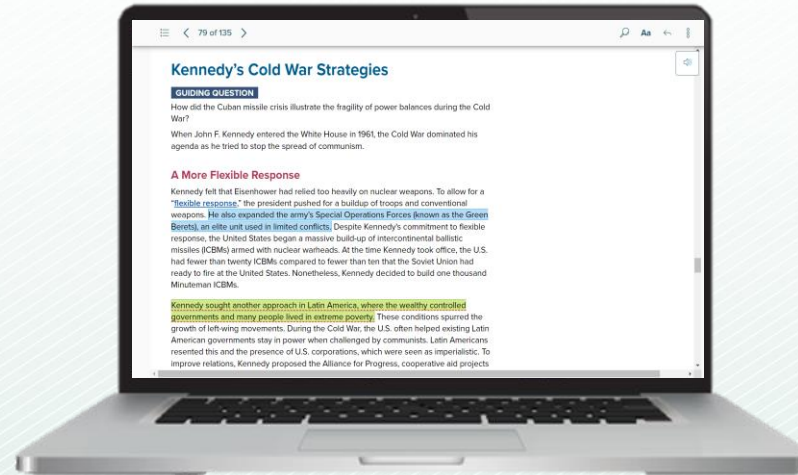 79 of 135
Aa
Kennedy's Cold War Strategies
GUIDING QUESTION
How did the Cuban missile crisis illustrate the fragility of power balances during the Cold
War?
When John F. Kennedy entered the White House in 1961, the Cold War dominated his
agenda as he tried to stop the spread of communism.
A More Flexible Response
Kennedy felt that Eisenhower had relied too heavily on nuclear weapons. To allow for a
"flexible response," the president pushed for a buildup of troops and conventional
weapons. He also expanded the army's Special Operations Forces (known as the Green
Berets), an elite unit used in limited conflicts. Despite Kennedy's commitment to flexible
response, the United States began a massive build-up of intercontinental ballistic
missiles (ICBMs) armed with nuclear warheads. At the time Kennedy took office, the U.S.
had fewer than twenty ICBMs compared to fewer than ten that the Soviet Union had
ready to fire at the United States. Nonetheless, Kennedy decided to build one thousand
Minuteman ICBMs.
Kennedy sought another approach in Latin America, where the wealthy controlled
governments and many people lived in extreme poverty. These conditions spurred the
growth of left-wing movements. During the Cold War, the U.S. often helped existing Latin
American governments stay in power when challenged by communists. Latin Americans
resented this and the presence of U.S. corporations, which were seen as imperialistic. To
improve relations, Kennedy proposed the Alliance for Progress, cooperative aid projects